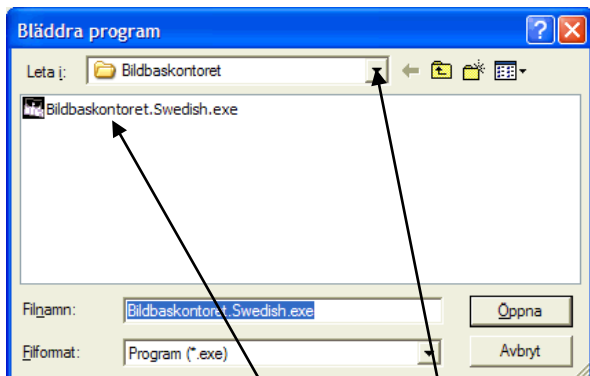 Bläddra program
Leta i: Bildbaskontoret
Bildbaskontoret.Swedish.exe
Filnamn: Bildbaskontoret.Swedish.exe Öppna
Filformat: Program (*.exe) Avbryt